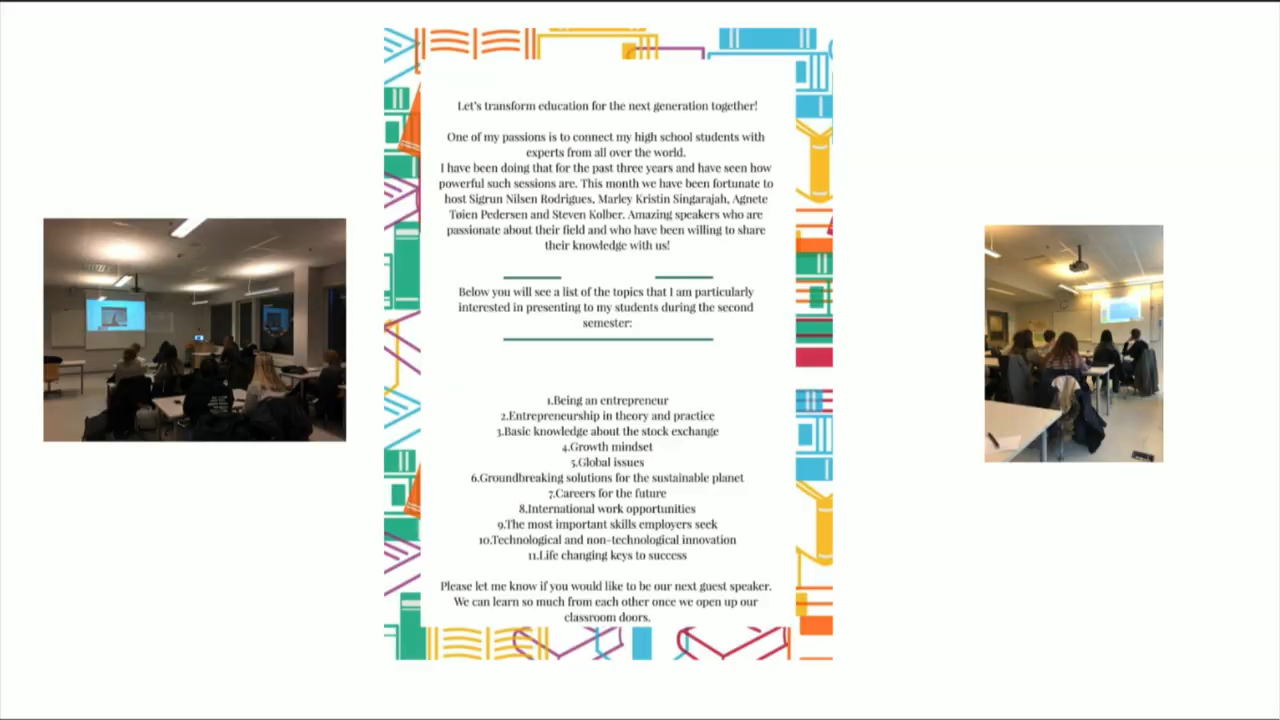 Let's transform education for the next generation together!
One of my passions is to connect my high school students with
experts from all over the world.
I have been doing that for the past three years and have seen how
powerful such sessions are. This month we have been fortunate to
host Sigrun Nilsen Rodrigues, Marley Kristin Singarajah, Agnete
Tøien Pedersen and Steven Kolber. Amazing speakers who are
passionate about their field and who have been willing to share
their knowledge with us!
Below you will see a list of the topics that I am particularly
interested in presenting to my students during the second
semester:
1.Being an entrepreneur
2.Entrepreneurship in theory and practice
3.Basic knowledge about the stock exchange
4.Growth mindset
5.Global issues
6.Groundbreaking solutions for the sustainable planet
7.Careers for the future
8.International work opportunities
9.The most important skills employers seek
10.Technological and non-technological innovation
11.Life changing keys to success
Please let me know if you would like to be our next guest speaker.
We can learn so much from each other once we open up our
classroom doors.